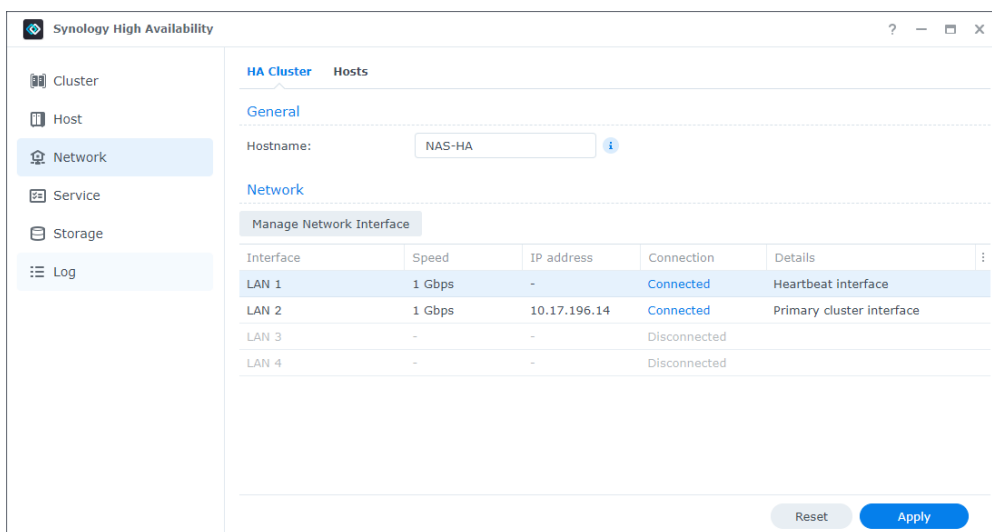 Synology High Availability
Cluster
Host
Network
Service
Storage
Log
HA Cluster Hosts
General
Hostname: NAS-HA
Network
Manage Network Interface
Interface Speed IP address Connection Details
LAN 1 1 Gbps - Connected Heartbeat interface
LAN 2 1 Gbps 10.17.196.14 Connected Primary cluster interface
LAN 3 - - Disconnected
LAN 4 - - Disconnected
Reset Apply